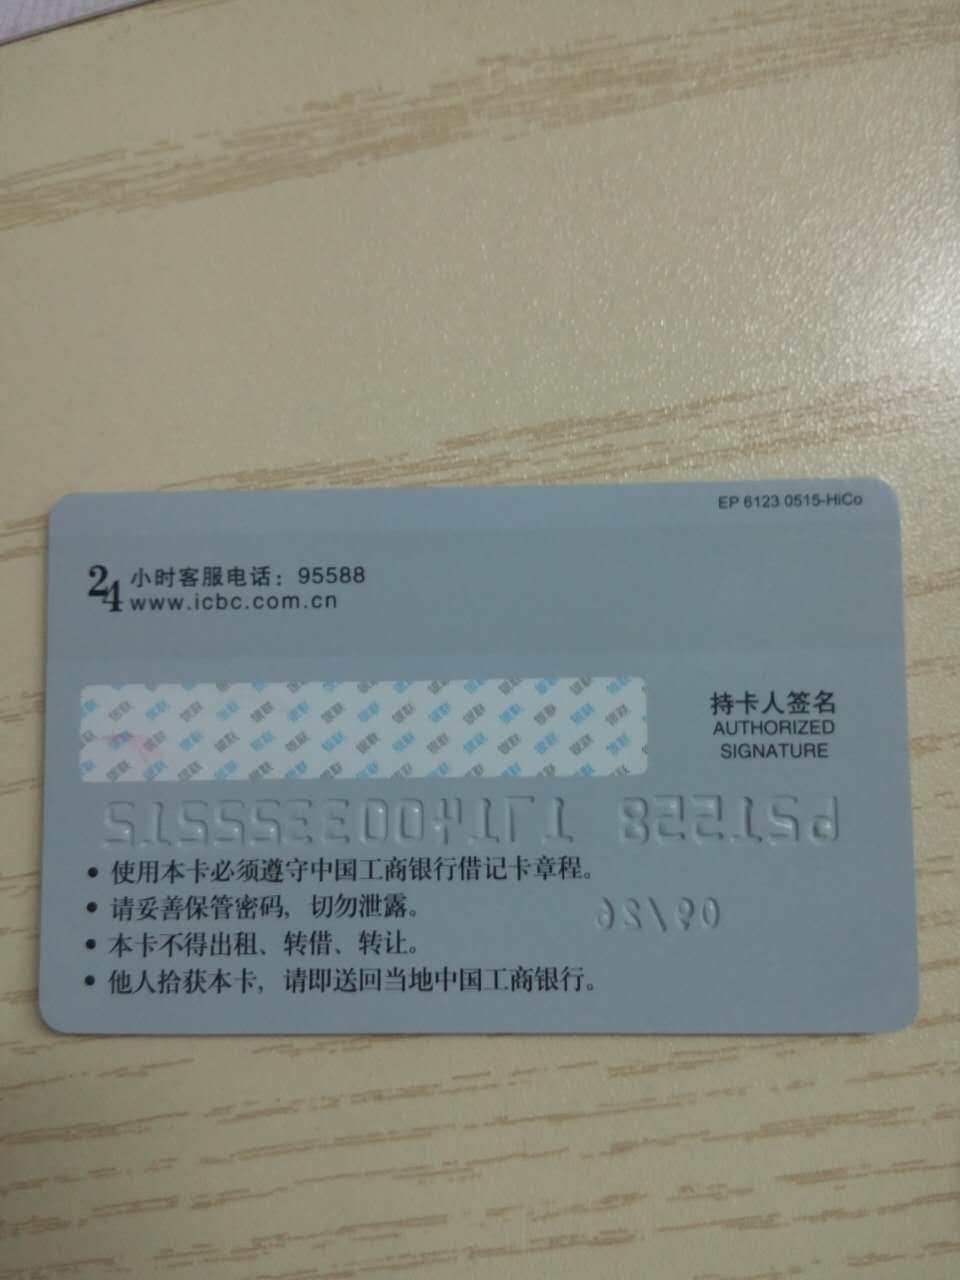 EP 6123 0515-HiCo
24小时客服电话：95588
www.icbc.com.cn
持卡人签名
AUTHORIZED
SIGNATURE
银联
• 使用本卡必须遵守中国工商银行借记卡章程。
• 请妥善保管密码，切勿泄露。
• 本卡不得出租、转借、转让。
• 他人拾获本卡，请即送回当地中国工商银行。